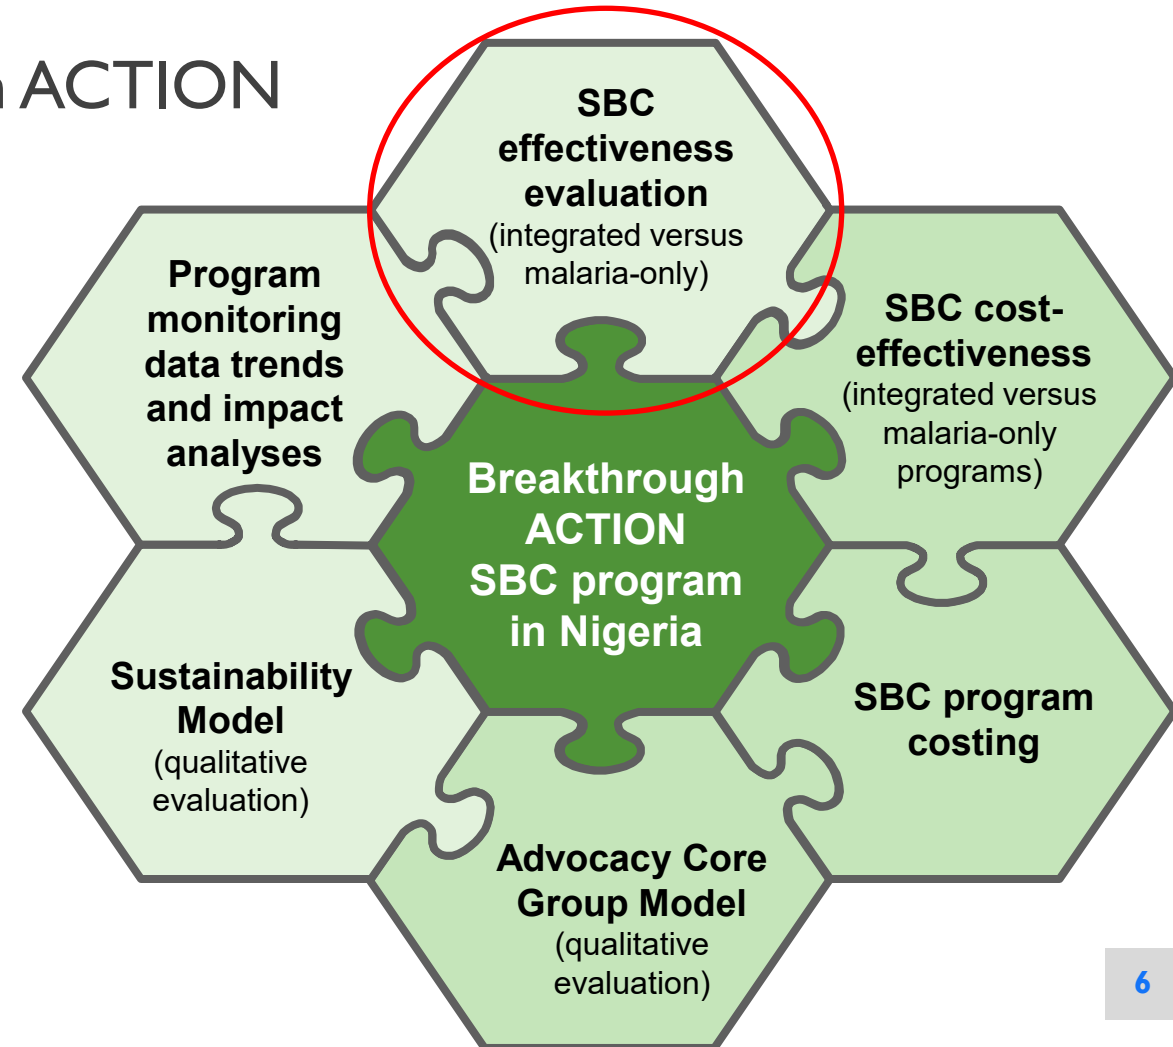 ACTION
SBC
effectiveness
evaluation
(integrated versus
malaria-only)
Program
monitoring
data trends
and impact
analyses
SBC cost-
effectiveness
(integrated versus
malaria-only
programs)
Breakthrough
ACTION
SBC program
in Nigeria
Sustainability
Model
(qualitative
evaluation)
SBC program
costing
Advocacy Core
Group Model
(qualitative
evaluation)
6